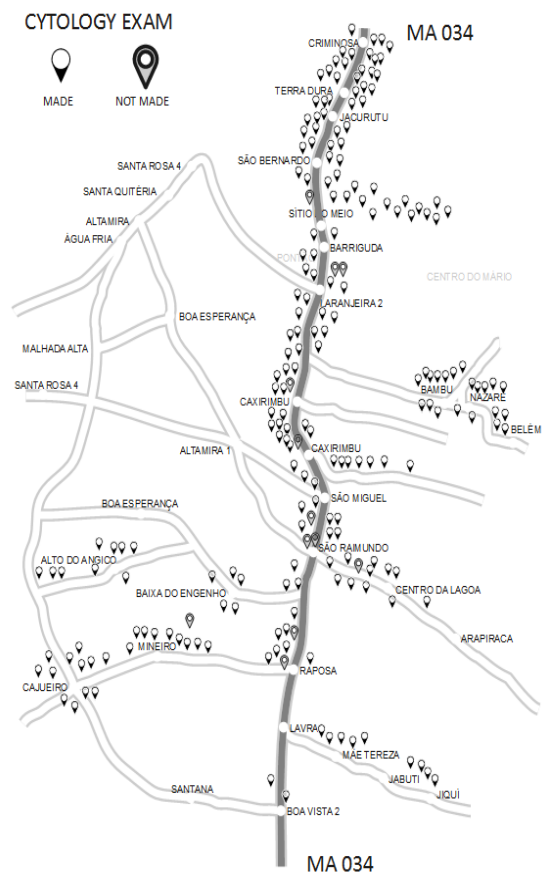 CYTOLOGY EXAM
MADE
NOT MADE
MA 034
CRIMINOSA
TERRA DURA
JACURUTU
SÃO BERNARDO
SANTA ROSA 4
SANTA QUITÉRIA
SÍTIO DO MEIO
ALTAMIRA
ÁGUA FRIA
BARRIGUDA
PONT
CENTRO DO MÁRIO
LARANJEIRA 2
BOA ESPERANÇA
MALHADA ALTA
SANTA ROSA 4
BAMBU
NAZARÉ
CAXIRIMBU
BELÉM
ALTAMIRA 1
CAXIRIMBU
SÃO MIGUEL
BOA ESPERANÇA
SÃO RAIMUNDO
ALTO DO ANGICO
BAIXA DO ENGENHO
CENTRO DA LAGOA
ARAPIRACA
MINEIRO
RAPOSA
CAJUEIRO
LAVRA
MAE TEREZA
JABUTI
JIQUÍ
SANTANA
BOA VISTA 2
MA 034